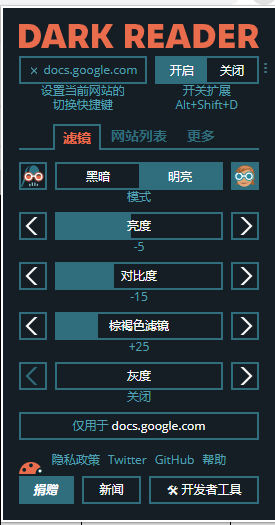 DARK READER
× docs.google.com
开启 关闭
设置当前网站的
切换快捷键
开关扩展
Alt+Shift+D
滤镜 网站列表 更多
黑暗 明亮
模式
亮度
-5
对比度
-15
棕褐色滤镜
+25
灰度
关闭
仅用于 docs.google.com
隐私政策 Twitter GitHub 帮助
捐赠 新闻 🛠 开发者工具